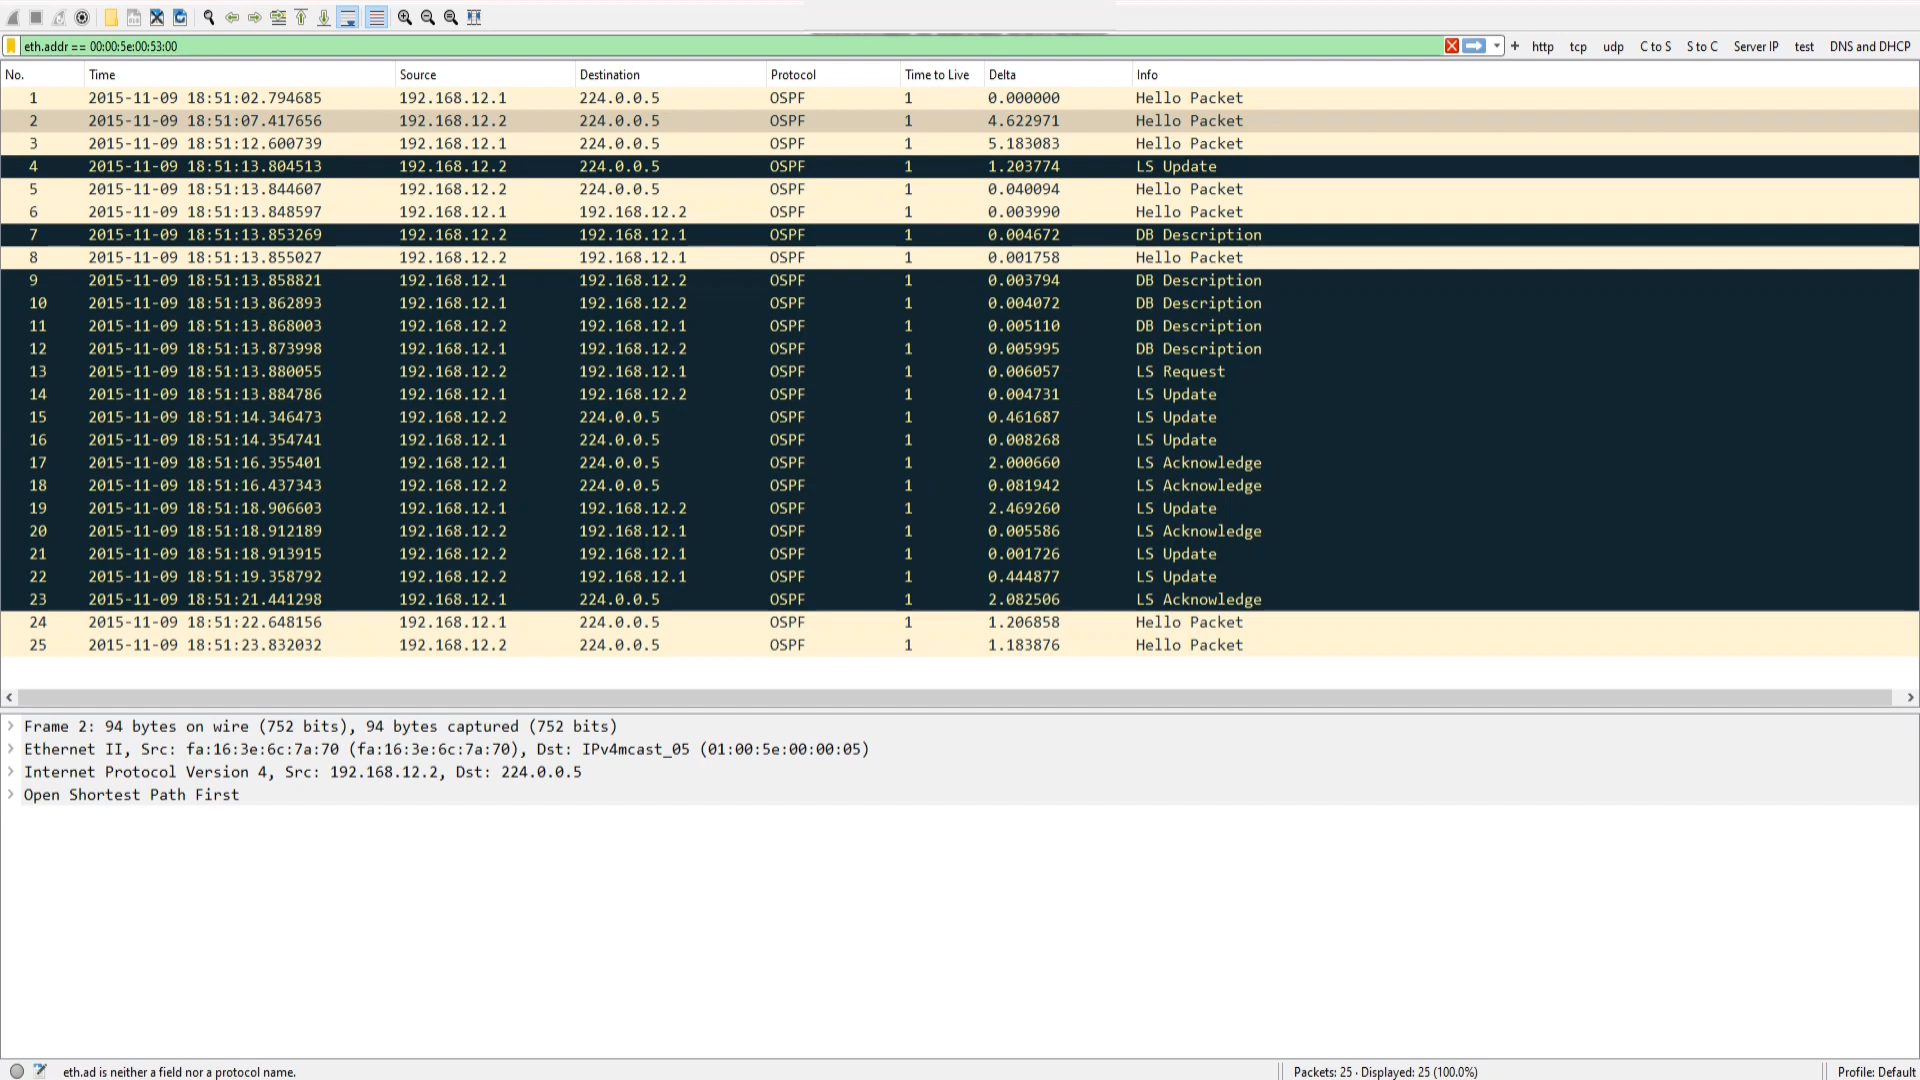 eth.addr == 00:00:5e:00:53:00 + http tcp udp C to S S to C Server IP test DNS and DHCP
No. Time Source Destination Protocol Time to Live Delta Info
1 2015-11-09 18:51:02.794685 192.168.12.1 224.0.0.5 OSPF 1 0.000000 Hello Packet
2 2015-11-09 18:51:07.417656 192.168.12.2 224.0.0.5 OSPF 1 4.622971 Hello Packet
3 2015-11-09 18:51:12.600739 192.168.12.1 224.0.0.5 OSPF 1 5.183083 Hello Packet
4 2015-11-09 18:51:13.804513 192.168.12.2 224.0.0.5 OSPF 1 1.203774 LS Update
5 2015-11-09 18:51:13.844607 192.168.12.2 224.0.0.5 OSPF 1 0.040094 Hello Packet
6 2015-11-09 18:51:13.848597 192.168.12.1 192.168.12.2 OSPF 1 0.003990 Hello Packet
7 2015-11-09 18:51:13.853269 192.168.12.2 192.168.12.1 OSPF 1 0.004672 DB Description
8 2015-11-09 18:51:13.855027 192.168.12.2 192.168.12.1 OSPF 1 0.001758 Hello Packet
9 2015-11-09 18:51:13.858821 192.168.12.1 192.168.12.2 OSPF 1 0.003794 DB Description
10 2015-11-09 18:51:13.862893 192.168.12.1 192.168.12.2 OSPF 1 0.004072 DB Description
11 2015-11-09 18:51:13.868003 192.168.12.2 192.168.12.1 OSPF 1 0.005110 DB Description
12 2015-11-09 18:51:13.873998 192.168.12.1 192.168.12.2 OSPF 1 0.005995 DB Description
13 2015-11-09 18:51:13.880055 192.168.12.2 192.168.12.1 OSPF 1 0.006057 LS Request
14 2015-11-09 18:51:13.884786 192.168.12.1 192.168.12.2 OSPF 1 0.004731 LS Update
15 2015-11-09 18:51:14.346473 192.168.12.2 224.0.0.5 OSPF 1 0.461687 LS Update
16 2015-11-09 18:51:14.354741 192.168.12.1 224.0.0.5 OSPF 1 0.008268 LS Update
17 2015-11-09 18:51:16.355401 192.168.12.1 224.0.0.5 OSPF 1 2.000660 LS Acknowledge
18 2015-11-09 18:51:16.437343 192.168.12.2 224.0.0.5 OSPF 1 0.081942 LS Acknowledge
19 2015-11-09 18:51:18.906603 192.168.12.1 192.168.12.2 OSPF 1 2.469260 LS Update
20 2015-11-09 18:51:18.912189 192.168.12.2 192.168.12.1 OSPF 1 0.005586 LS Acknowledge
21 2015-11-09 18:51:18.913915 192.168.12.2 192.168.12.1 OSPF 1 0.001726 LS Update
22 2015-11-09 18:51:19.358792 192.168.12.2 192.168.12.1 OSPF 1 0.444877 LS Update
23 2015-11-09 18:51:21.441298 192.168.12.1 224.0.0.5 OSPF 1 2.082506 LS Acknowledge
24 2015-11-09 18:51:22.648156 192.168.12.1 224.0.0.5 OSPF 1 1.206858 Hello Packet
25 2015-11-09 18:51:23.832032 192.168.12.2 224.0.0.5 OSPF 1 1.183876 Hello Packet
Frame 2: 94 bytes on wire (752 bits), 94 bytes captured (752 bits)
Ethernet II, Src: fa:16:3e:6c:7a:70 (fa:16:3e:6c:7a:70), Dst: IPv4mcast_05 (01:00:5e:00:00:05)
Internet Protocol Version 4, Src: 192.168.12.2, Dst: 224.0.0.5
Open Shortest Path First
eth.ad is neither a field nor a protocol name. Packets: 25 · Displayed: 25 (100.0%) Profile: Default